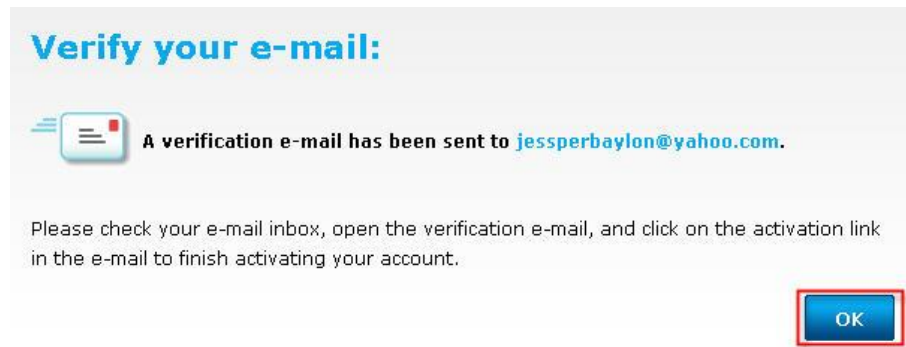 Verify your e-mail:
A verification e-mail has been sent to jessperbaylon@yahoo.com.
Please check your e-mail inbox, open the verification e-mail, and click on the activation link
in the e-mail to finish activating your account.
OK